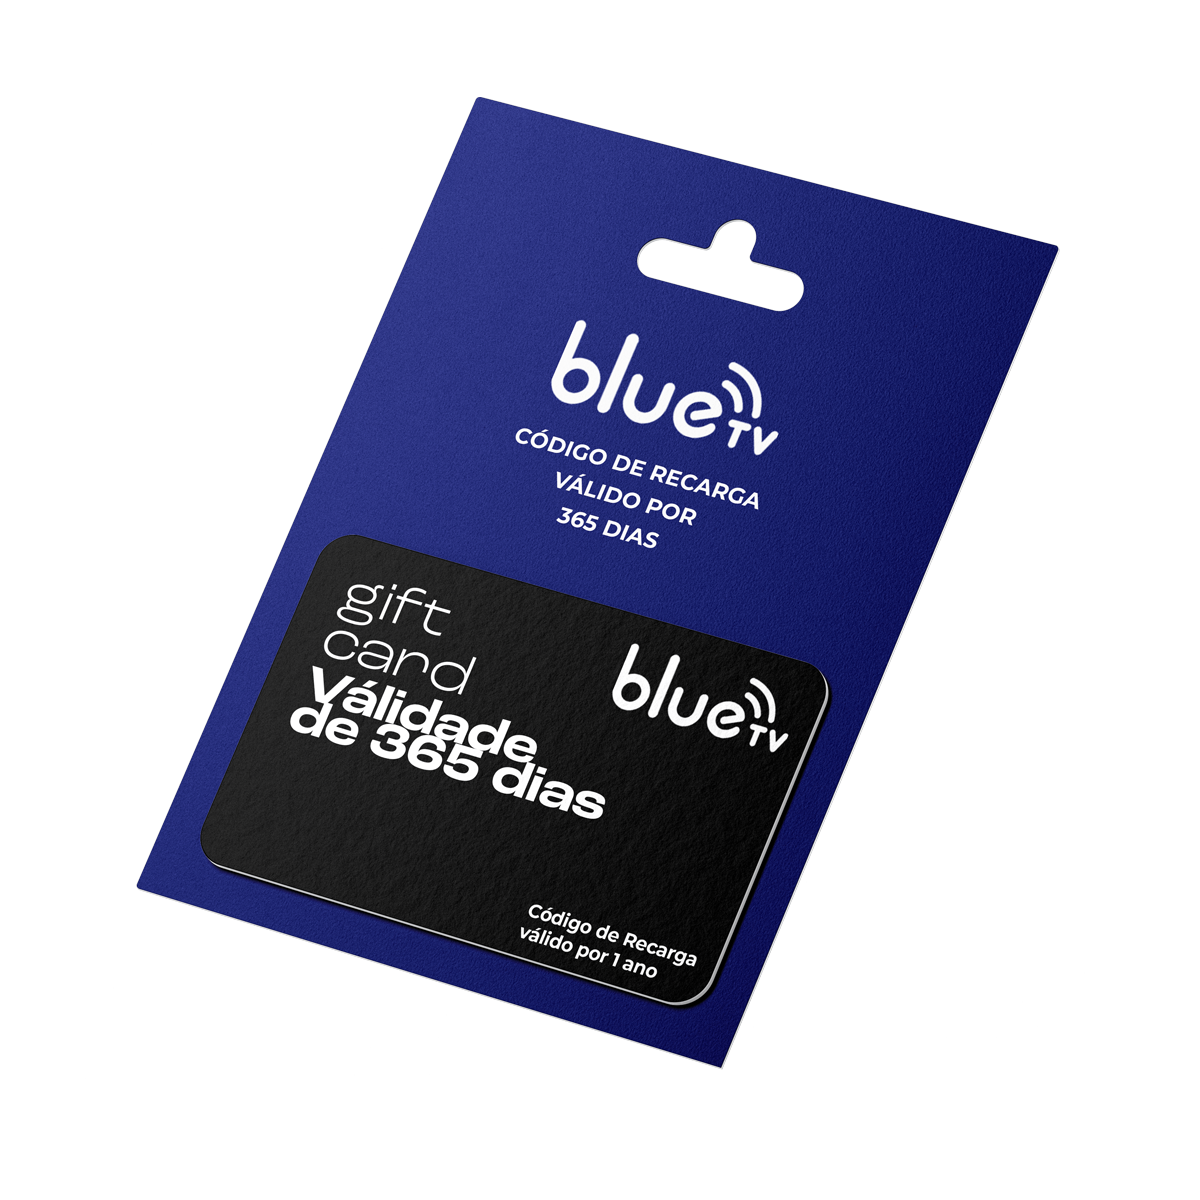 blue TV
CÓDIGO DE RECARGA
VÁLIDO POR
365 DIAS
gift
card
Válidade
de 365 dias
blue TV
Código de Recarga
válido por 1 ano